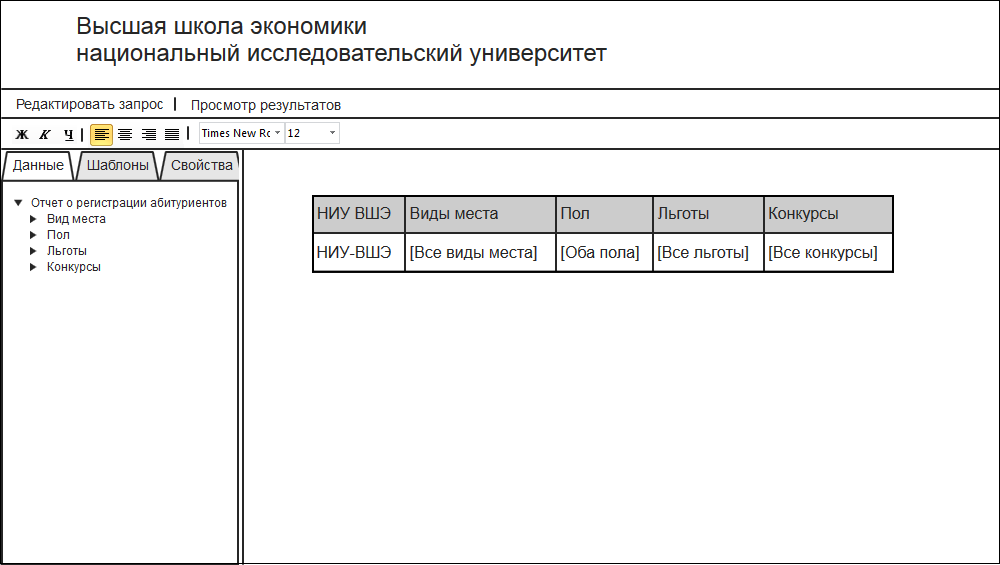 Высшая школа экономики
национальный исследовательский университет
Редактировать запрос | Просмотр результатов
Ж К Ч | Times New Rc 12
Данные Шаблоны Свойства
Отчет о регистрации абитуриентов
Вид места
Пол
Льготы
Конкурсы
НИУ ВШЭ Виды места Пол Льготы Конкурсы
НИУ-ВШЭ [Все виды места] [Оба пола] [Все льготы] [Все конкурсы]